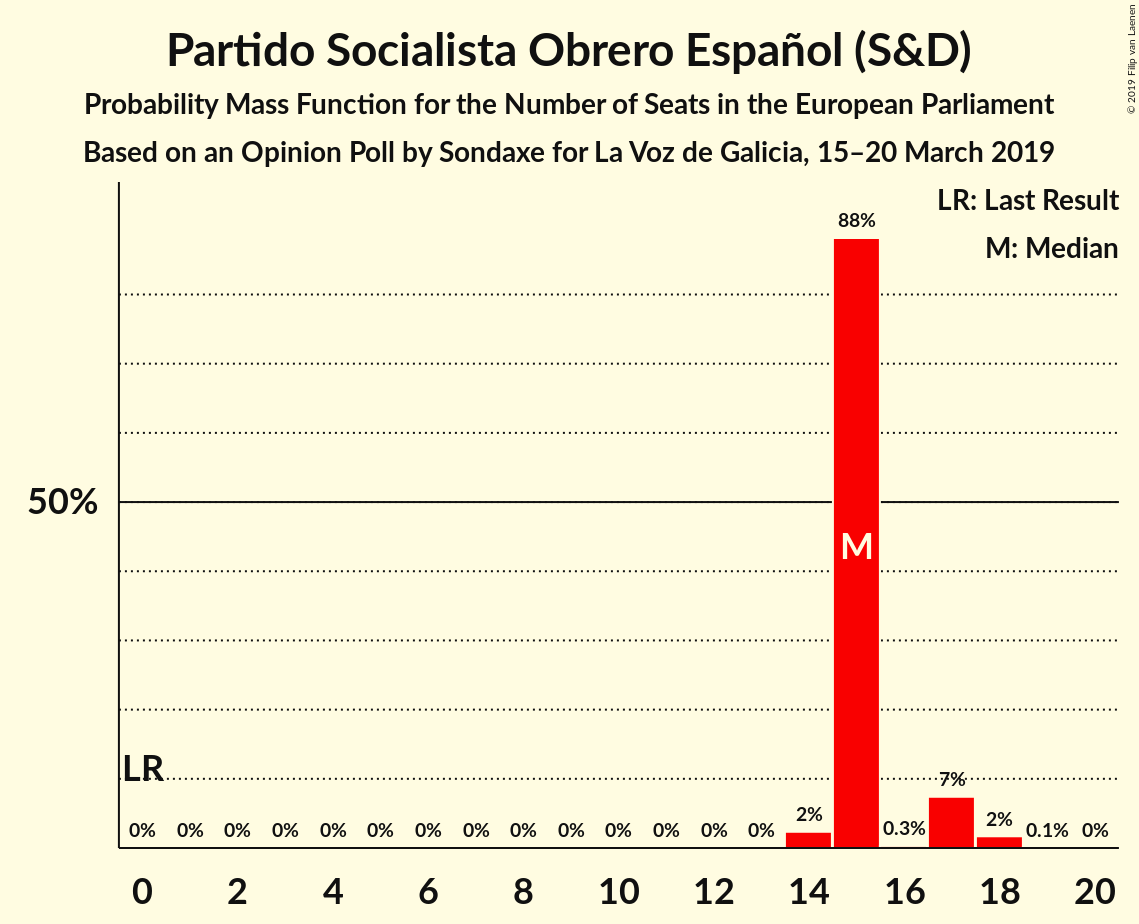 Partido Socialista Obrero Español (S&D)
Probability Mass Function for the Number of Seats in the European Parliament
Based on an Opinion Poll by Sondaxe for La Voz de Galicia, 15–20 March 2019
© 2019 Filip van Laenen
LR: Last Result
M: Median
88%
50%
M
LR
0% 0% 0% 0% 0% 0% 0% 0% 0% 0% 0% 0% 0% 0% 2% 0.3% 7% 2% 0.1% 0%
0 2 4 6 8 10 12 14 16 18 20